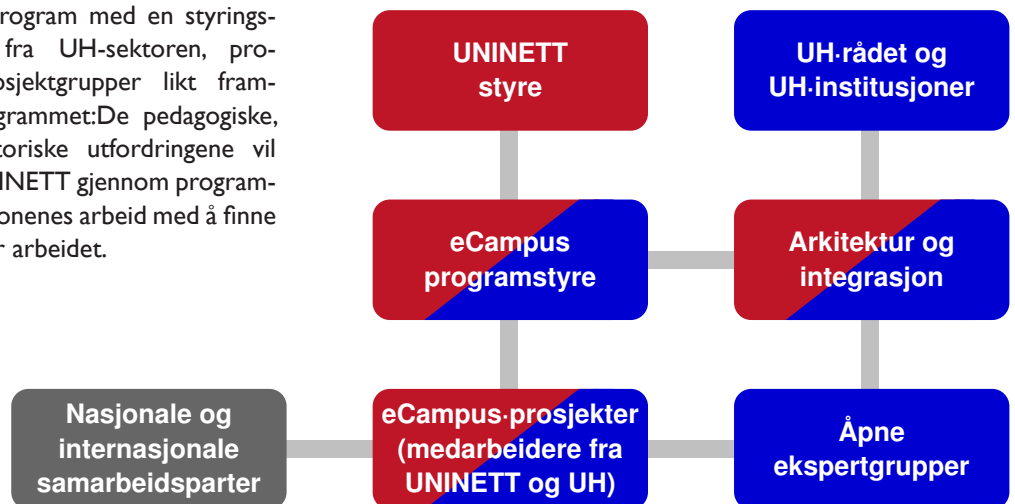 rogram med en styrings-
fra UH-sektoren, pro-
osjektgrupper likt fram-
grammet:De pedagogiske,
toriske utfordringene vil
NINETT gjennom program-
onenes arbeid med å finne
r arbeidet.
UNINETT
styre
UH·rådet og
UH·institusjoner
eCampus
programstyre
Arkitektur og
integrasjon
Nasjonale og
internasjonale
samarbeidsparter
eCampus·prosjekter
(medarbeidere fra
UNINETT og UH)
Åpne
ekspertgrupper